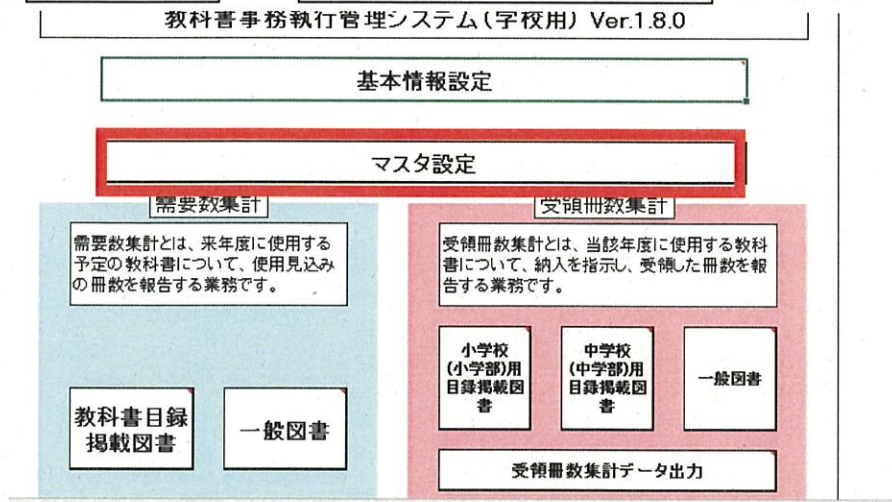 教科書事務執行管理システム(学校用) Ver.1.8.0
基本情報設定
マスタ設定
需要数集計
需要数集計とは、来年度に使用する
予定の教科書について、使用見込み
の冊数を報告する業務です。
教科書目録
掲載図書
一般図書
受領冊数集計
受領冊数集計とは、当該年度に使用する教科
書について、納入を指示し、受領した冊数を報
告する業務です。
小学校
(小学部)用
目録掲載図
書
中学校
(中学部)用
目録掲載図
書
一般図書
受領冊数集計データ出力